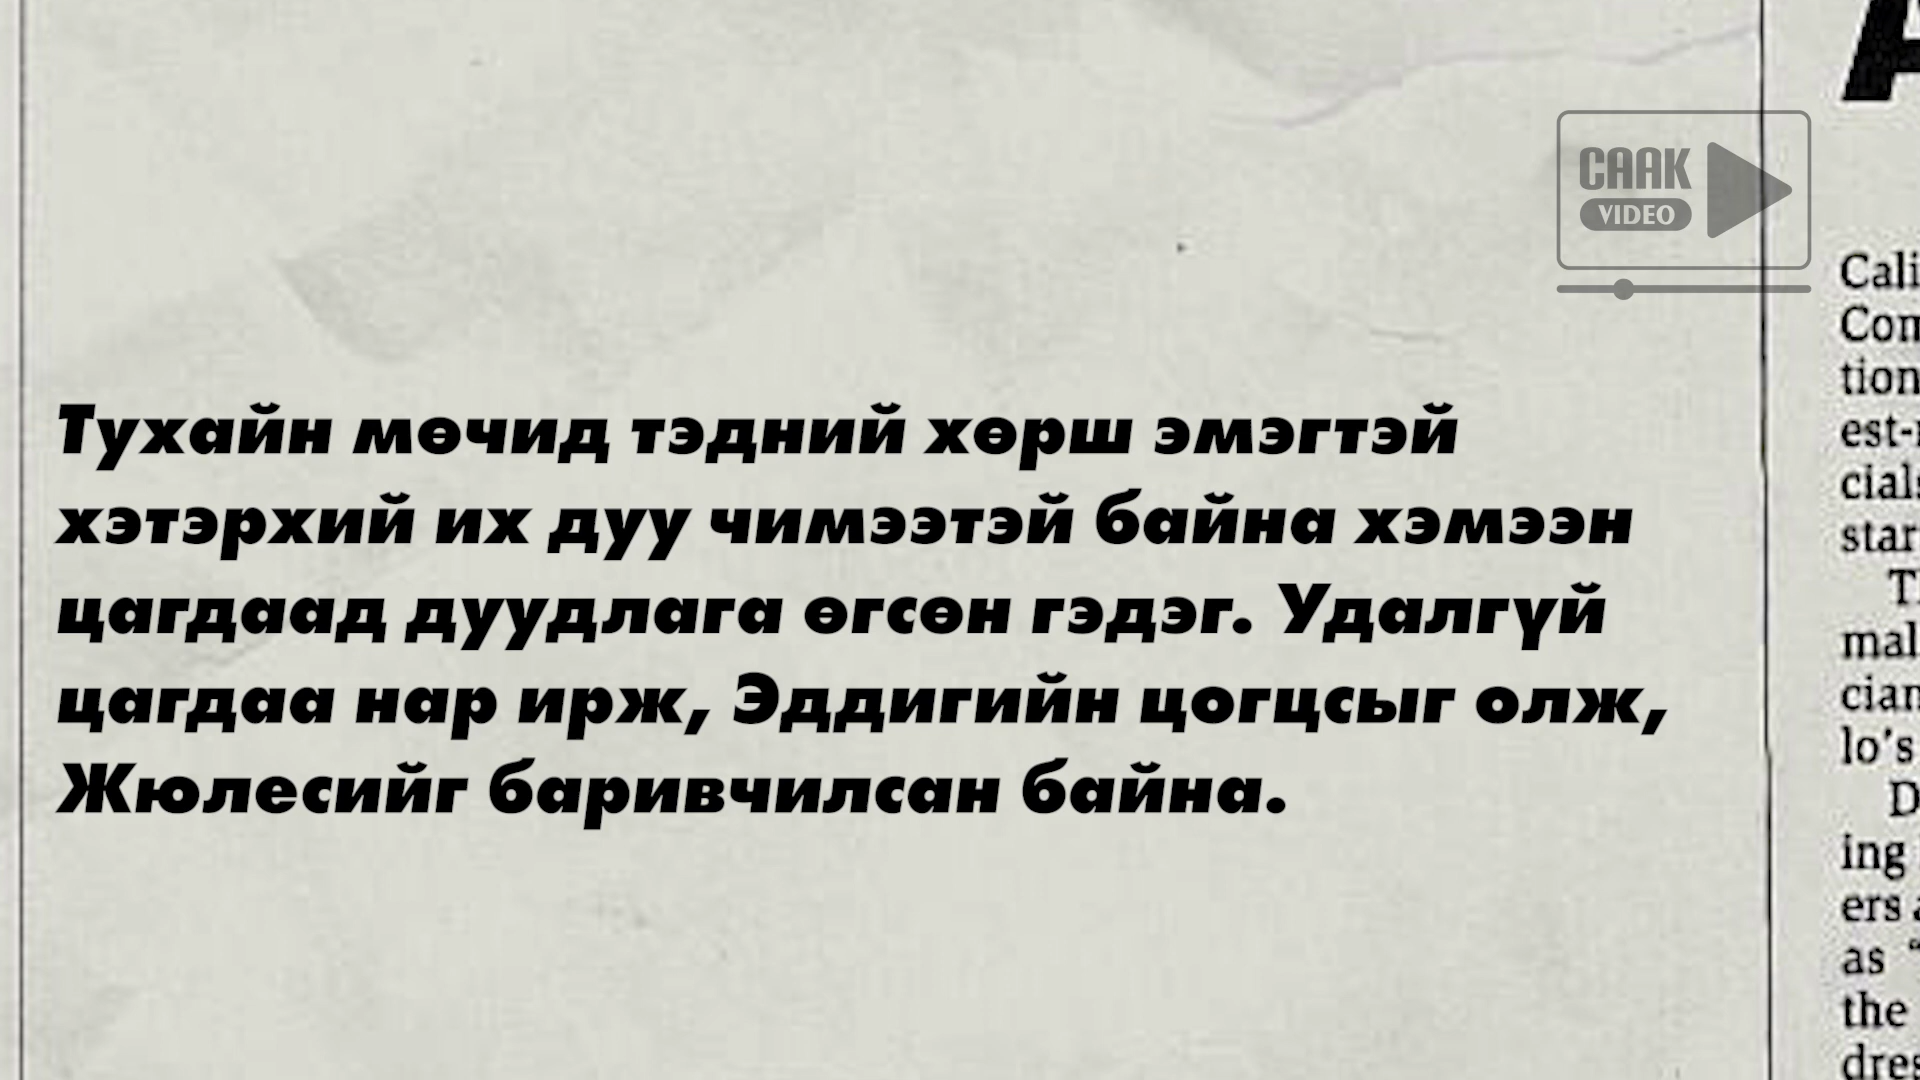 Тухайн мөчид тэдний хөрш эмэгтэй
хэтэрхий их дуу чимээтэй байна хэмээн
цагдаад дуудлага өгсөн гэдэг. Удалгүй
цагдаа нар ирж, Эддигийн цогцсыг олж,
Жюлесийг баривчилсан байна.
CAAK
VIDEO
Cali
Com
tion
est-
cial
star
mal
cian
lo's
D
ing
ers a
as "
the
dres